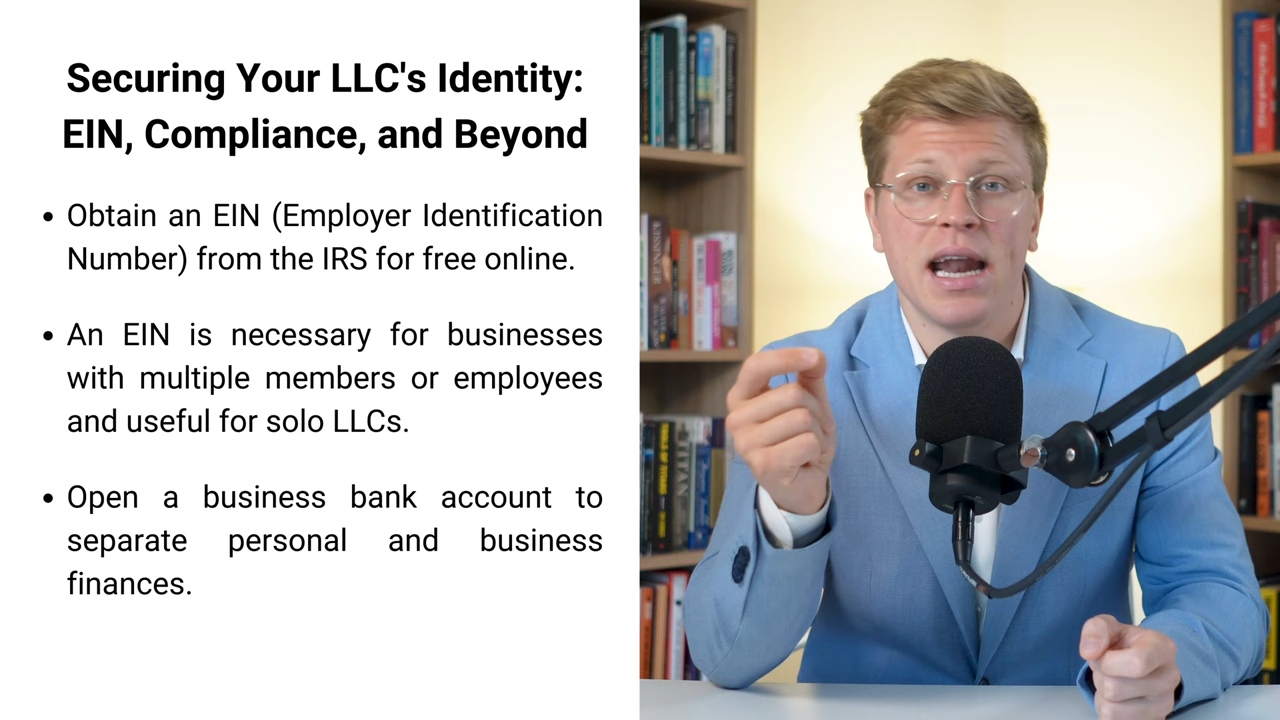 Securing Your LLC's Identity:
EIN, Compliance, and Beyond
• Obtain an EIN (Employer Identification
Number) from the IRS for free online.
• An EIN is necessary for businesses
with multiple members or employees
and useful for solo LLCs.
• Open a business bank account to
separate personal and business
finances.
KISSINGER
TITAN